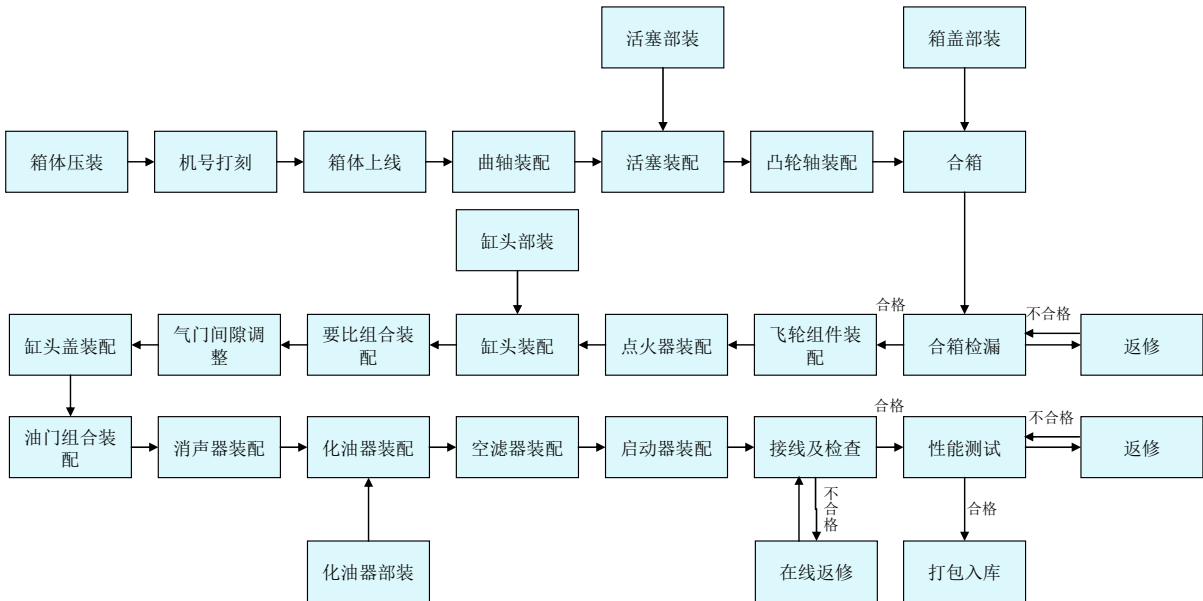 活塞部装
箱盖部装
箱体压装
机号打刻
箱体上线
曲轴装配
活塞装配
凸轮轴装配
合箱
缸头部装
缸头盖装配
气门间隙调
整
要比组合装
配
缸头装配
点火器装配
飞轮组件装
配
合格
合箱检漏
不合格
返修
油门组合装
配
消声器装配
化油器装配
空滤器装配
启动器装配
接线及检查
合格
性能测试
不合格
返修
不
合
格
合格
化油器部装
在线返修
打包入库